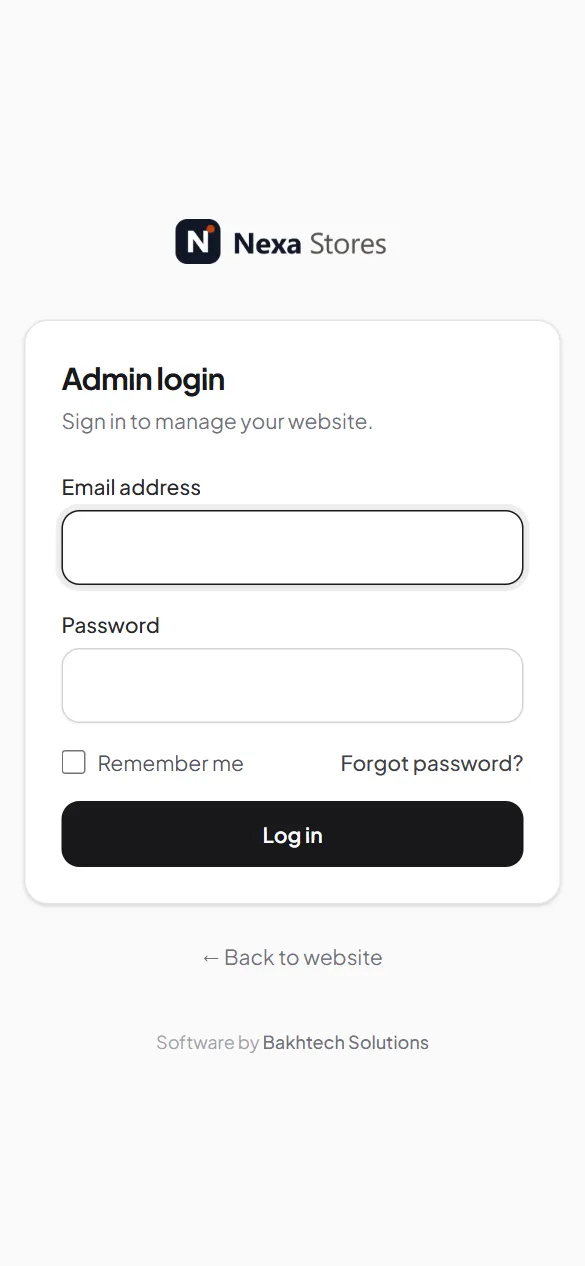 N Nexa Stores
Admin login
Sign in to manage your website.
Email address
Password
Remember me Forgot password?
Log in
← Back to website
Software by Bakhtech Solutions